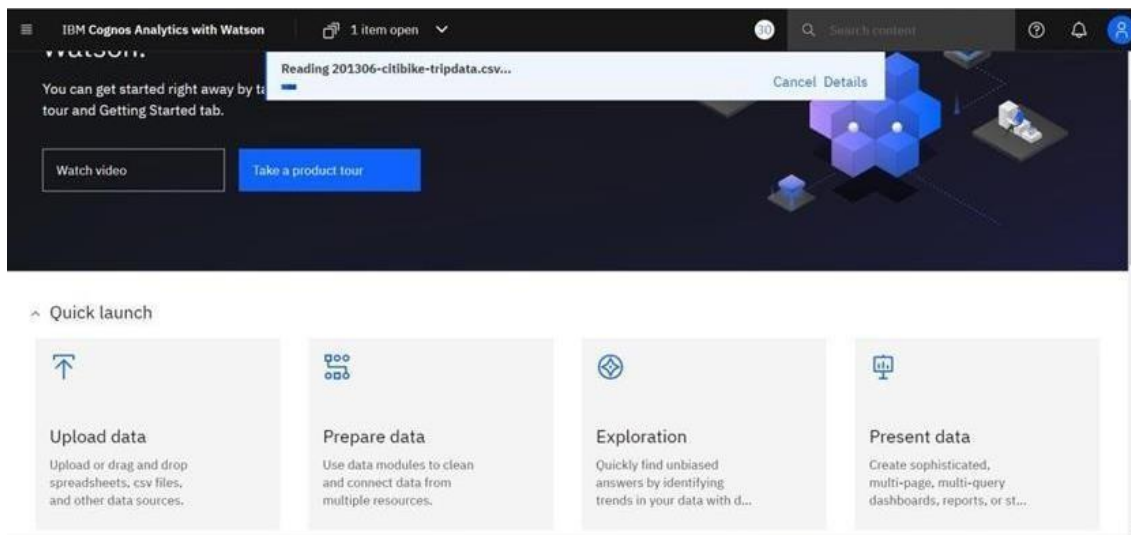 IBM Cognos Analytics with Watson
1 item open
30
Search content
Watson.
You can get started right away by ta
tour and Getting Started tab.
Reading 201306-citibike-tripdata.csv...
Cancel Details
Watch video
Take a product tour
Quick launch
Upload data
Upload or drag and drop
spreadsheets, csv files,
and other data sources.
Prepare data
Use data modules to clean
and connect data from
multiple resources.
Exploration
Quickly find unbiased
answers by identifying
trends in your data with d...
Present data
Create sophisticated,
multi-page, multi-query
dashboards, reports, or st...